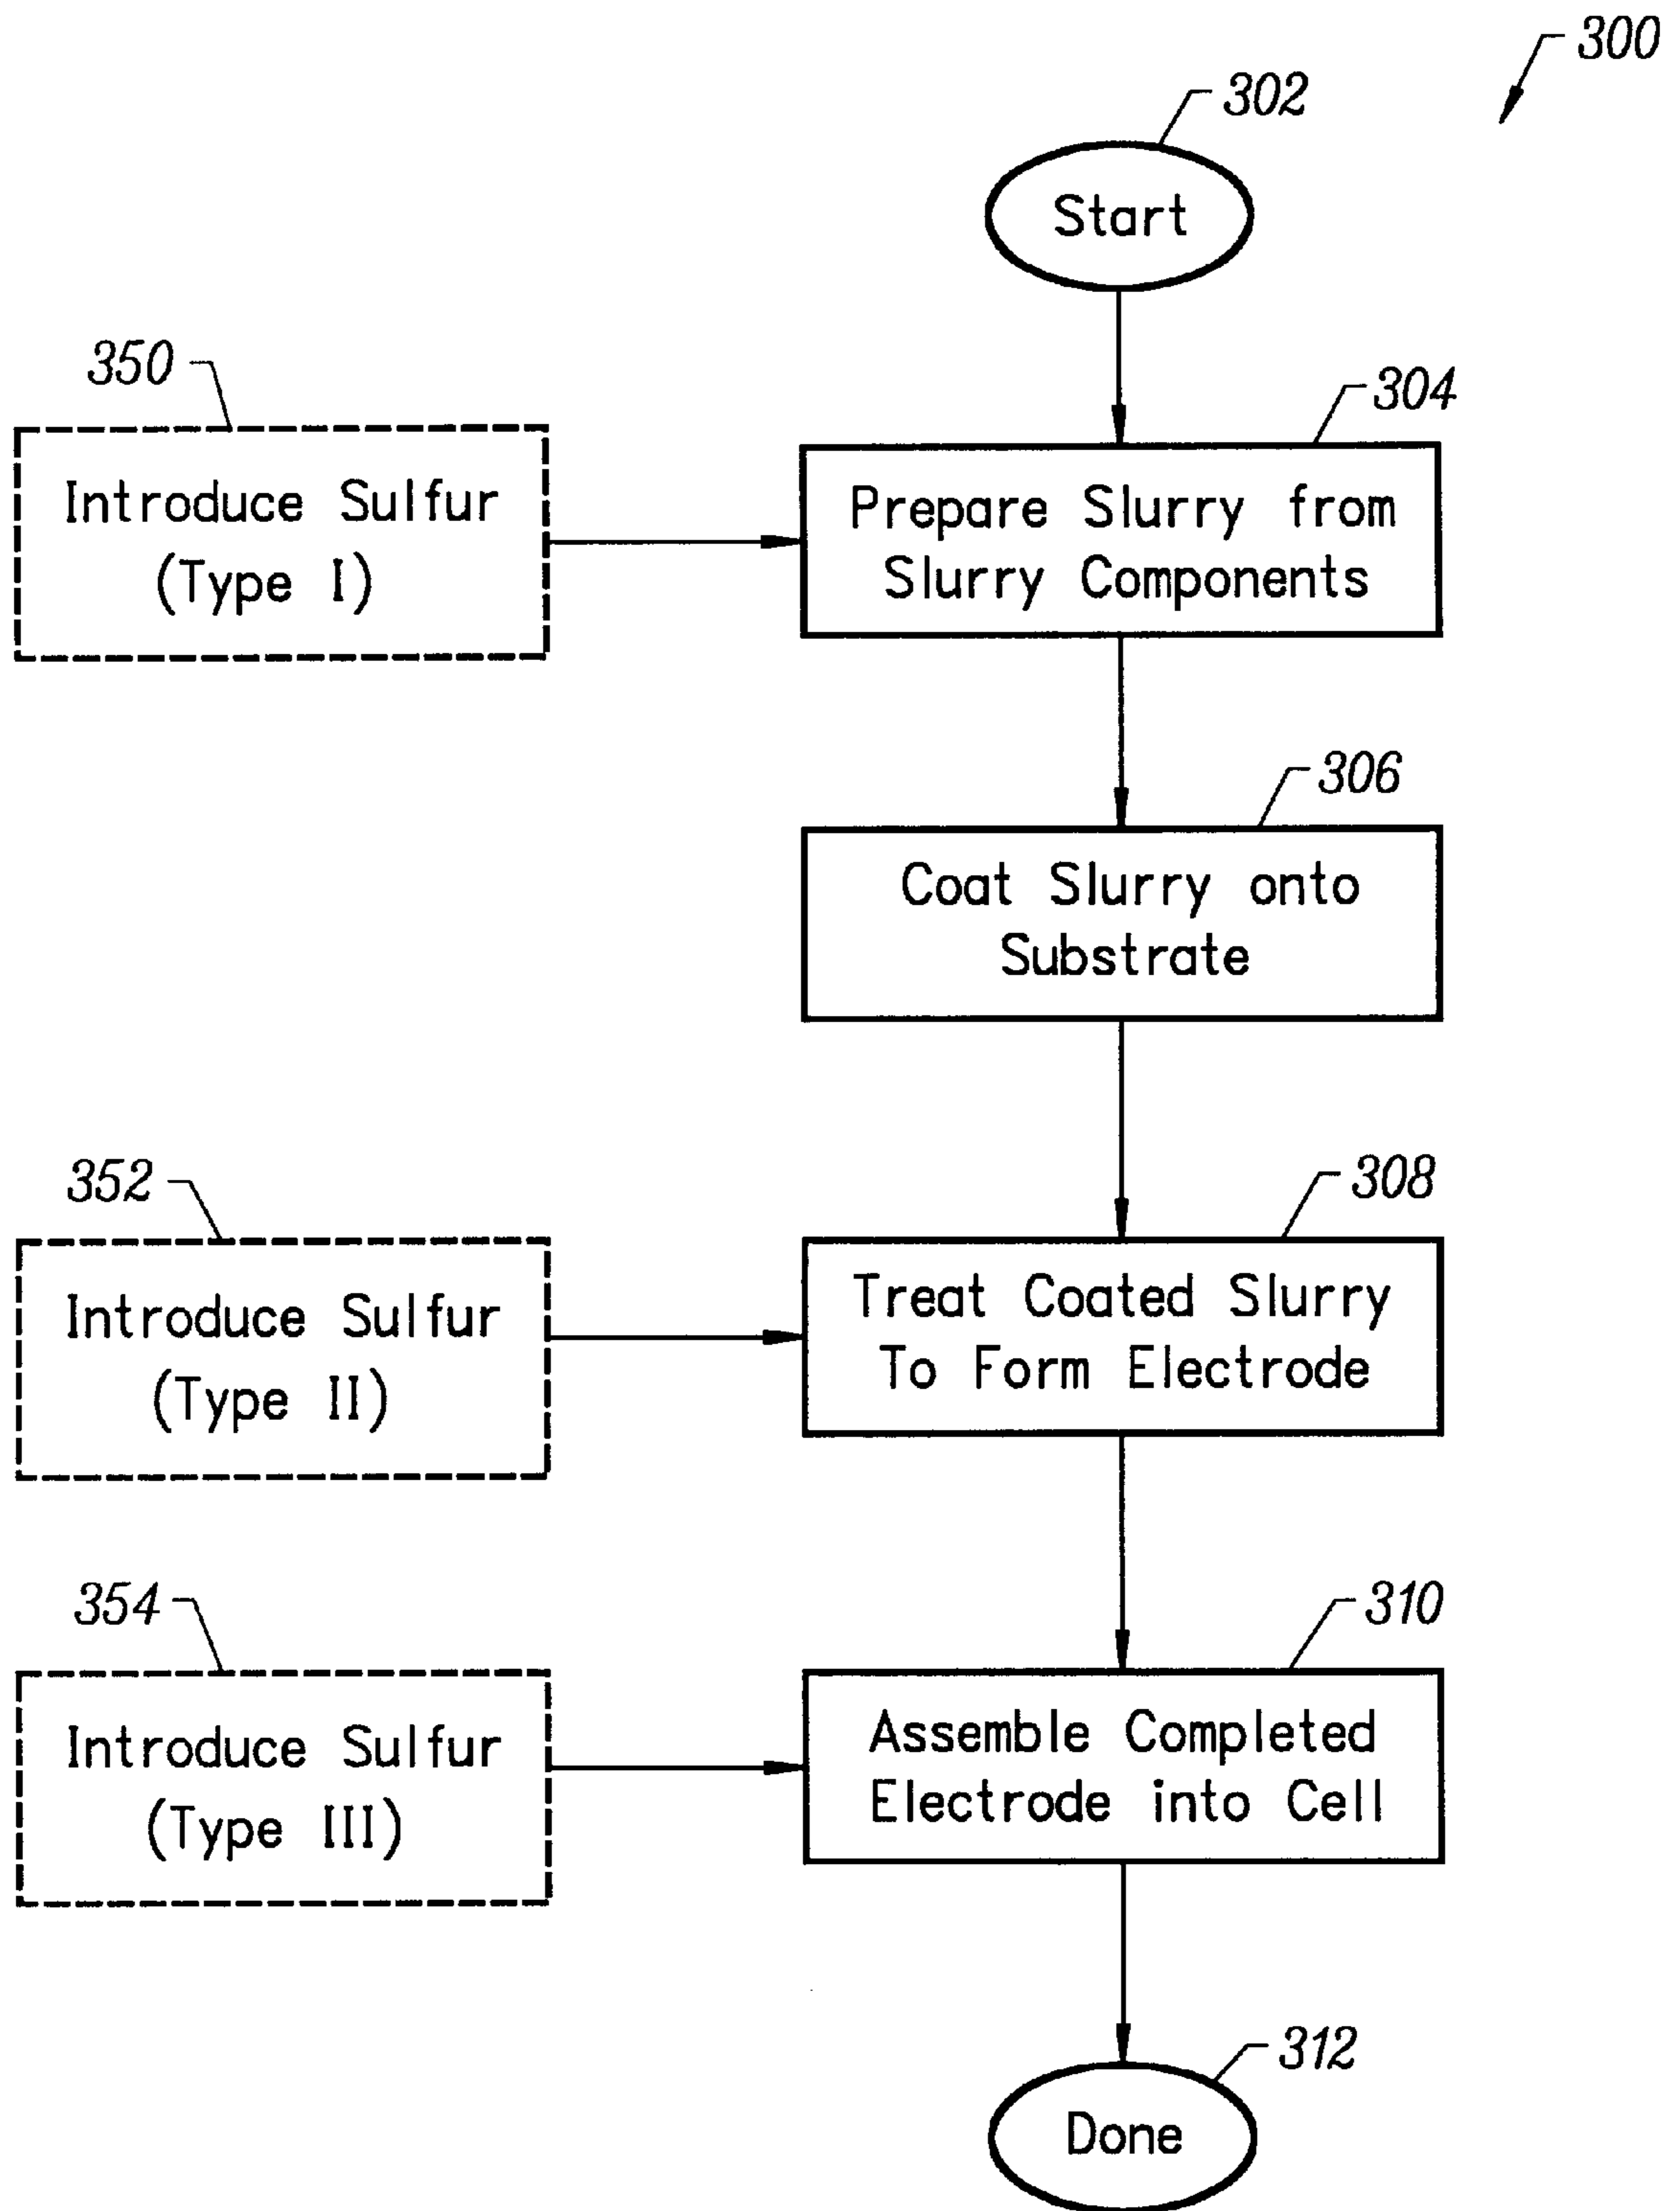 300
302
Start
350
304
Introduce Sulfur
(Type I)
Prepare Slurry from
Slurry Components
306
Coat Slurry onto
Substrate
352
308
Introduce Sulfur
(Type II)
Treat Coated Slurry
To Form Electrode
354
310
Introduce Sulfur
(Type III)
Assemble Completed
Electrode into Cell
312
Done